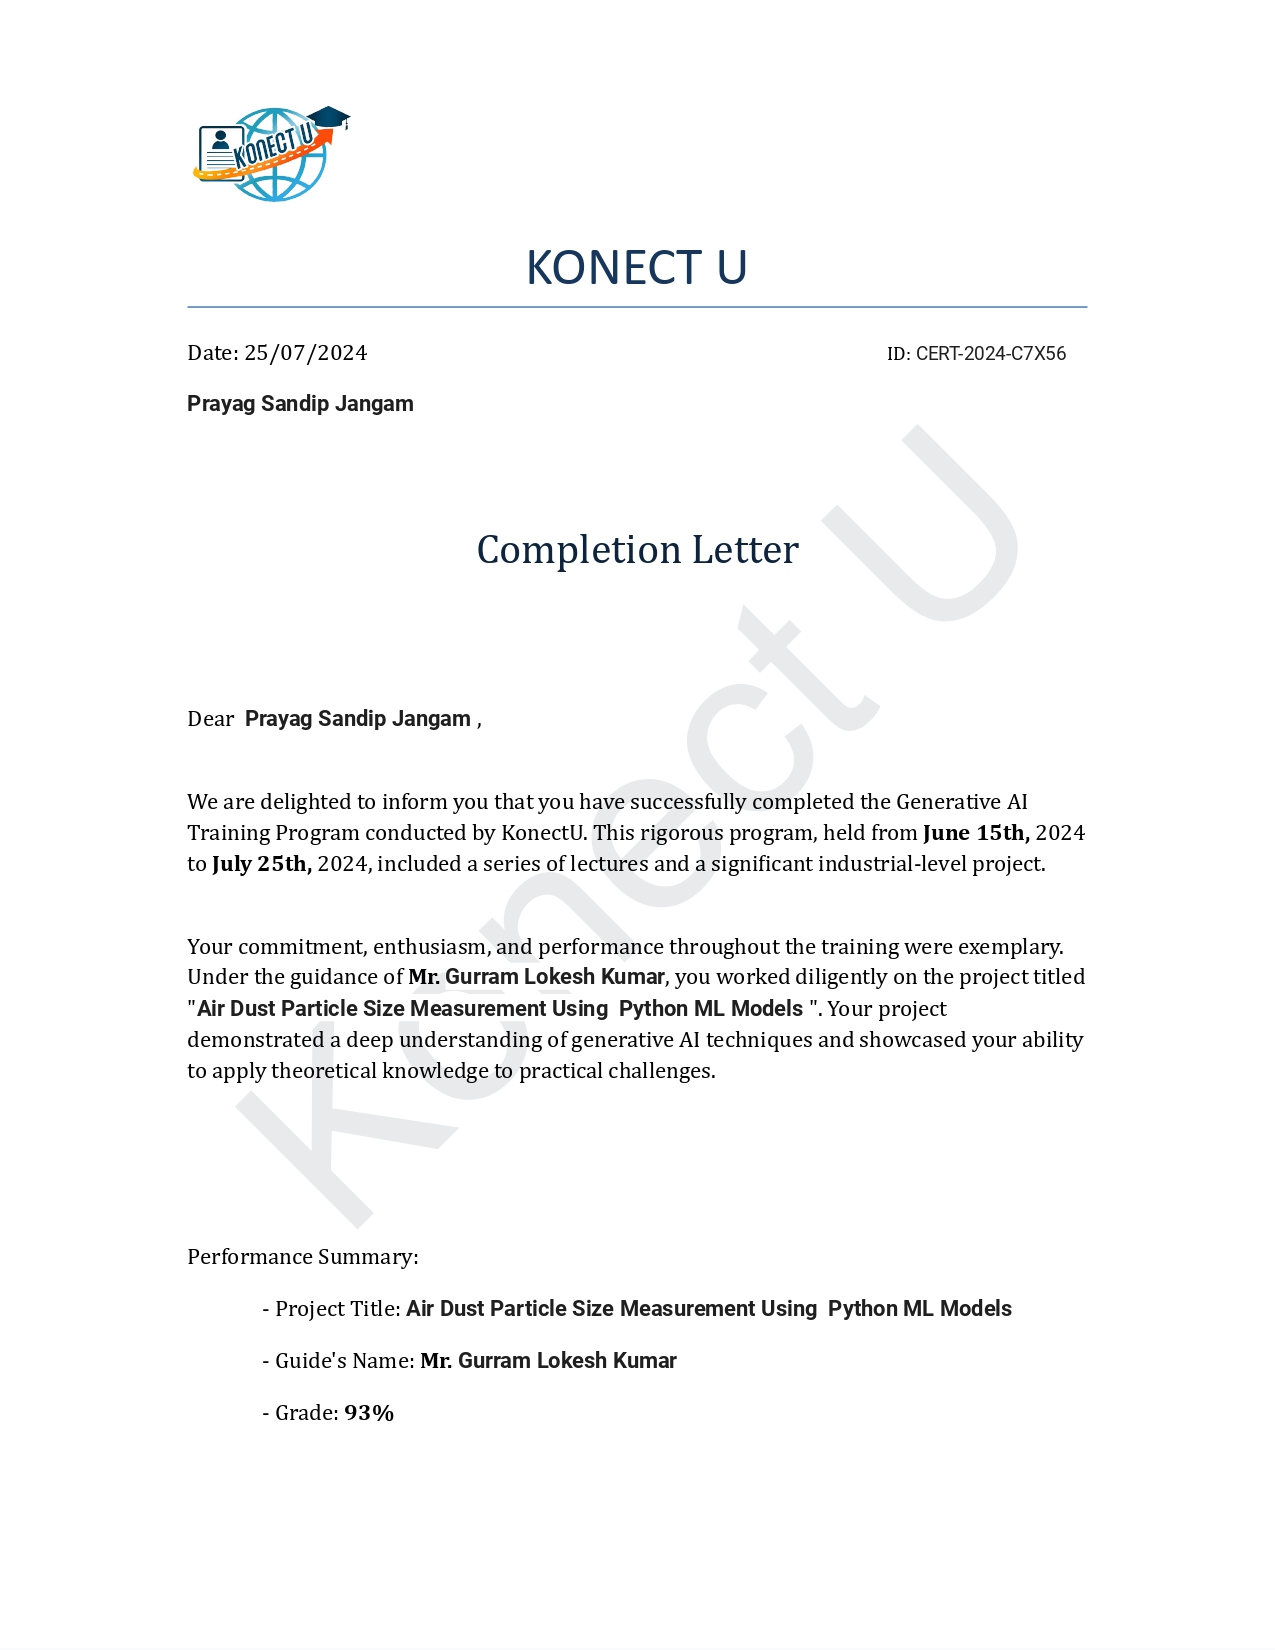 KONECT U
KONECT U
Date: 25/07/2024 ID: CERT-2024-C7X56
Prayag Sandip Jangam
Completion Letter
Dear Prayag Sandip Jangam ,
We are delighted to inform you that you have successfully completed the Generative AI
Training Program conducted by KonectU. This rigorous program, held from June 15th, 2024
to July 25th, 2024, included a series of lectures and a significant industrial-level project.
Your commitment, enthusiasm, and performance throughout the training were exemplary.
Under the guidance of Mr. Gurram Lokesh Kumar, you worked diligently on the project titled
"Air Dust Particle Size Measurement Using Python ML Models ". Your project
demonstrated a deep understanding of generative AI techniques and showcased your ability
to apply theoretical knowledge to practical challenges.
Performance Summary:
- Project Title: Air Dust Particle Size Measurement Using Python ML Models
- Guide's Name: Mr. Gurram Lokesh Kumar
- Grade: 93%
Konect U